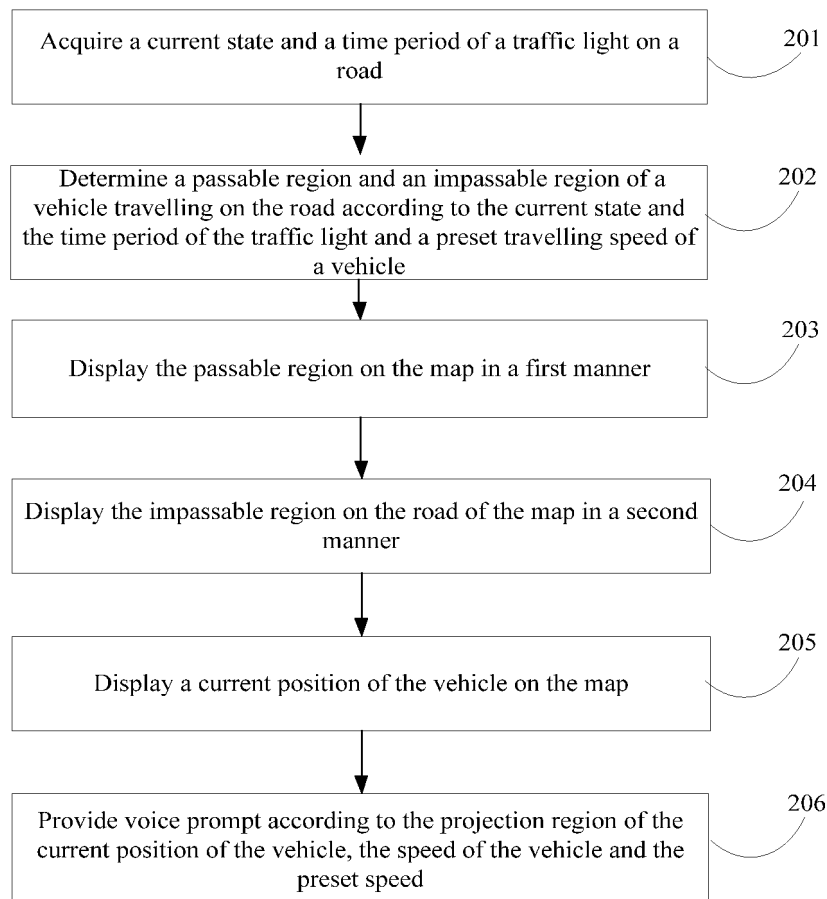 Acquire a current state and a time period of a traffic light on a
road
201
Determine a passable region and an impassable region of a
vehicle travelling on the road according to the current state and
the time period of the traffic light and a preset travelling speed of
a vehicle
202
Display the passable region on the map in a first manner
203
Display the impassable region on the road of the map in a second
manner
204
Display a current position of the vehicle on the map
205
Provide voice prompt according to the projection region of the
current position of the vehicle, the speed of the vehicle and the
preset speed
206